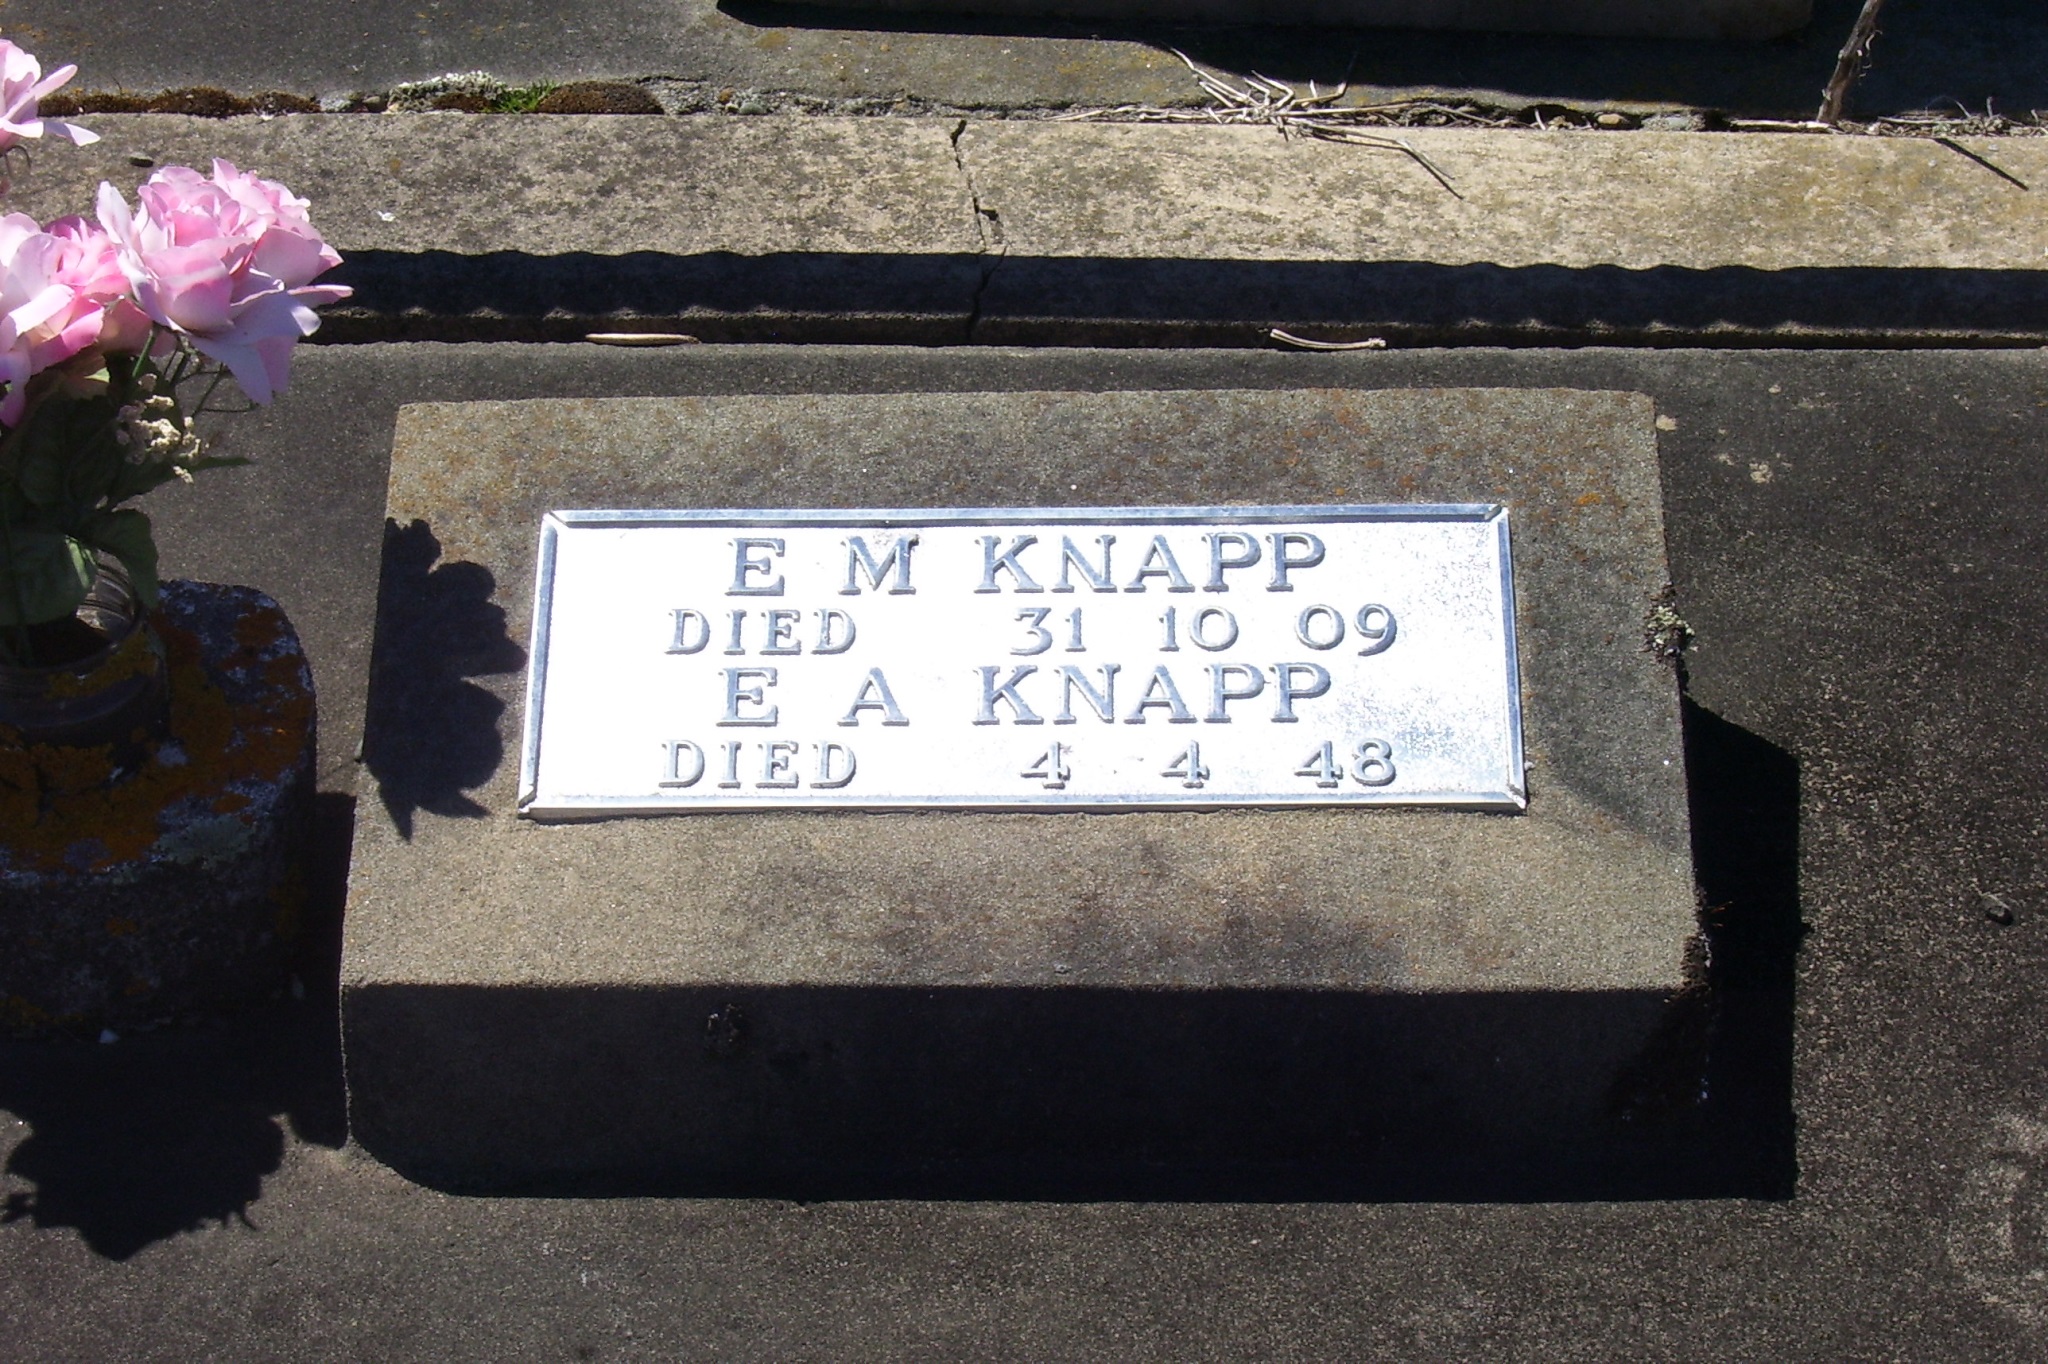 E M KNAPP
DIED 31 10 09
E A KNAPP
DIED 4 4 48